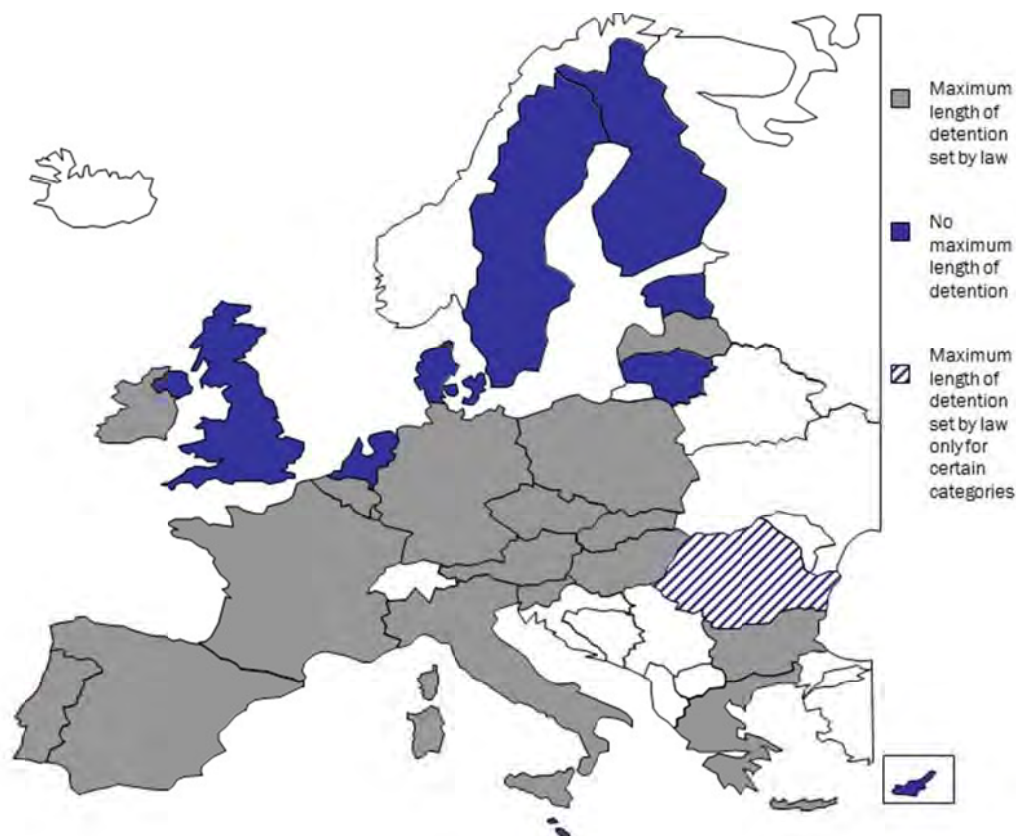 Maximum
length of
detention
set by law
No
maximum
length of
detention
Maximum
length of
detention
set by law
only for
certain
categories